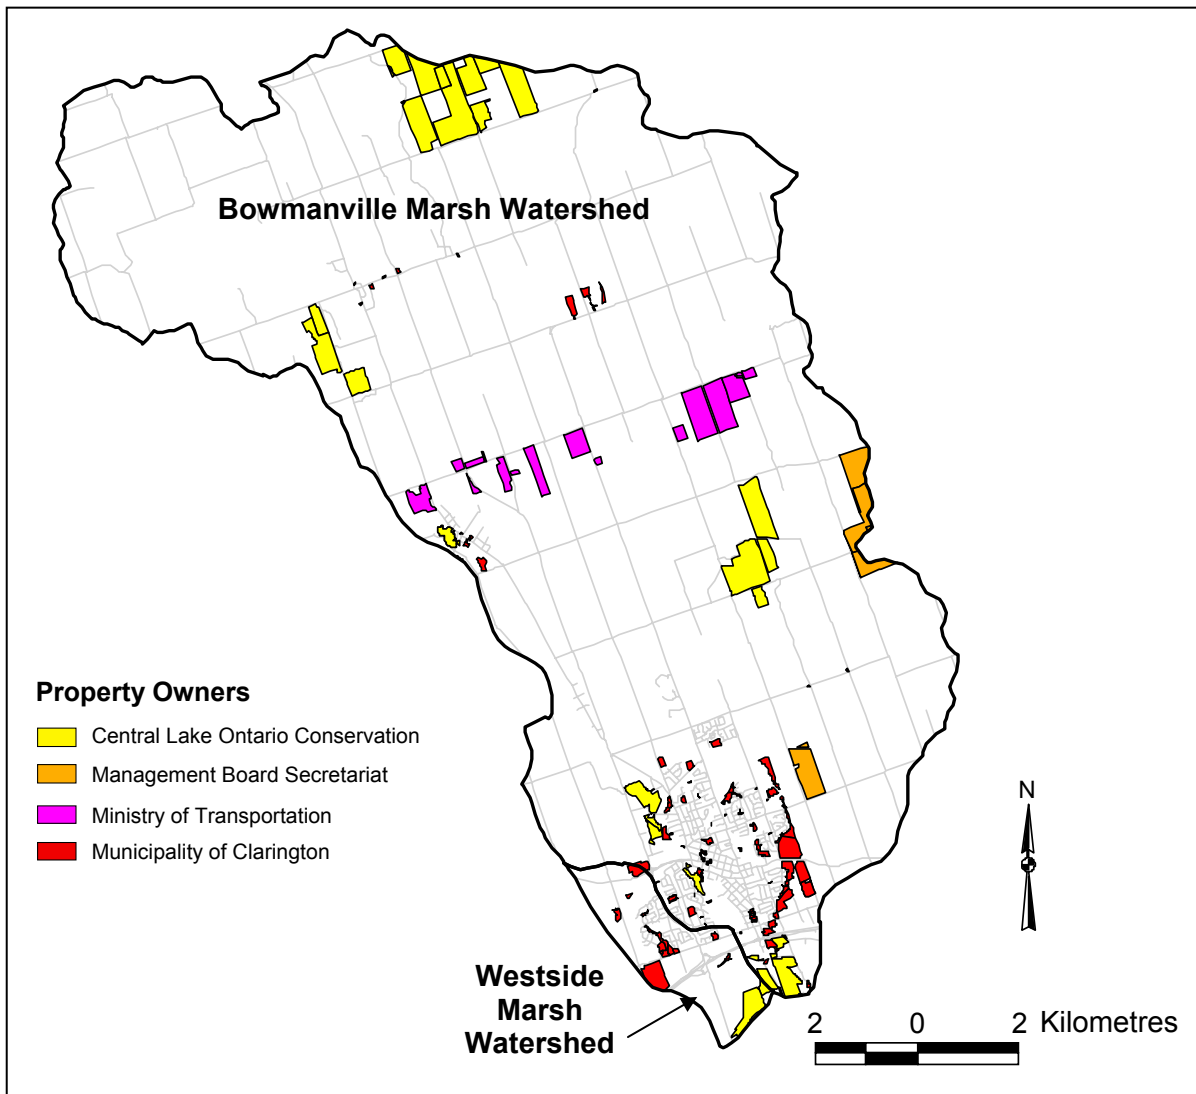 Bowmanville Marsh Watershed
Property Owners
Central Lake Ontario Conservation
Management Board Secretariat
Ministry of Transportation
Municipality of Clarington
N
Westside
Marsh
Watershed
2 0 2 Kilometres